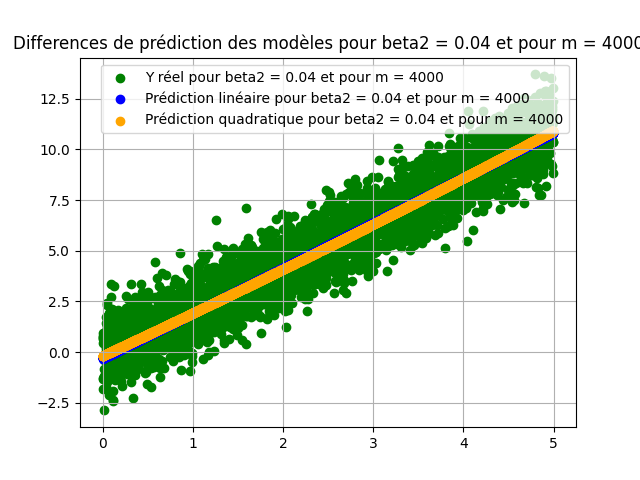 Differences de prédiction des modèles pour beta2 = 0.04 et pour m = 4000
Y réel pour beta2 = 0.04 et pour m = 4000
Prédiction linéaire pour beta2 = 0.04 et pour m = 4000
Prédiction quadratique pour beta2 = 0.04 et pour m = 4000
12.5
10.0
7.5
5.0
2.5
0.0
−2.5
0 1 2 3 4 5